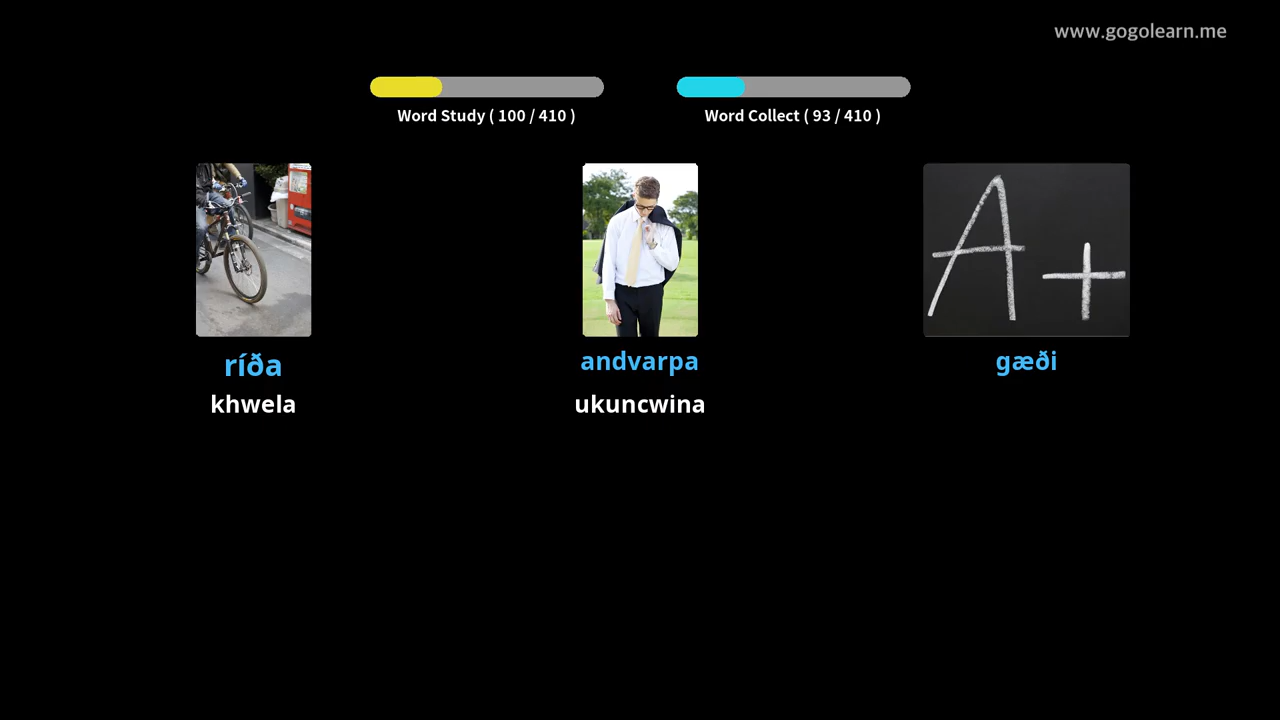 www.gogolearn.me
Word Study ( 100 / 410 )
Word Collect ( 93 / 410 )
A+
ríða
andvarpa
gæði
khwela
ukuncwina